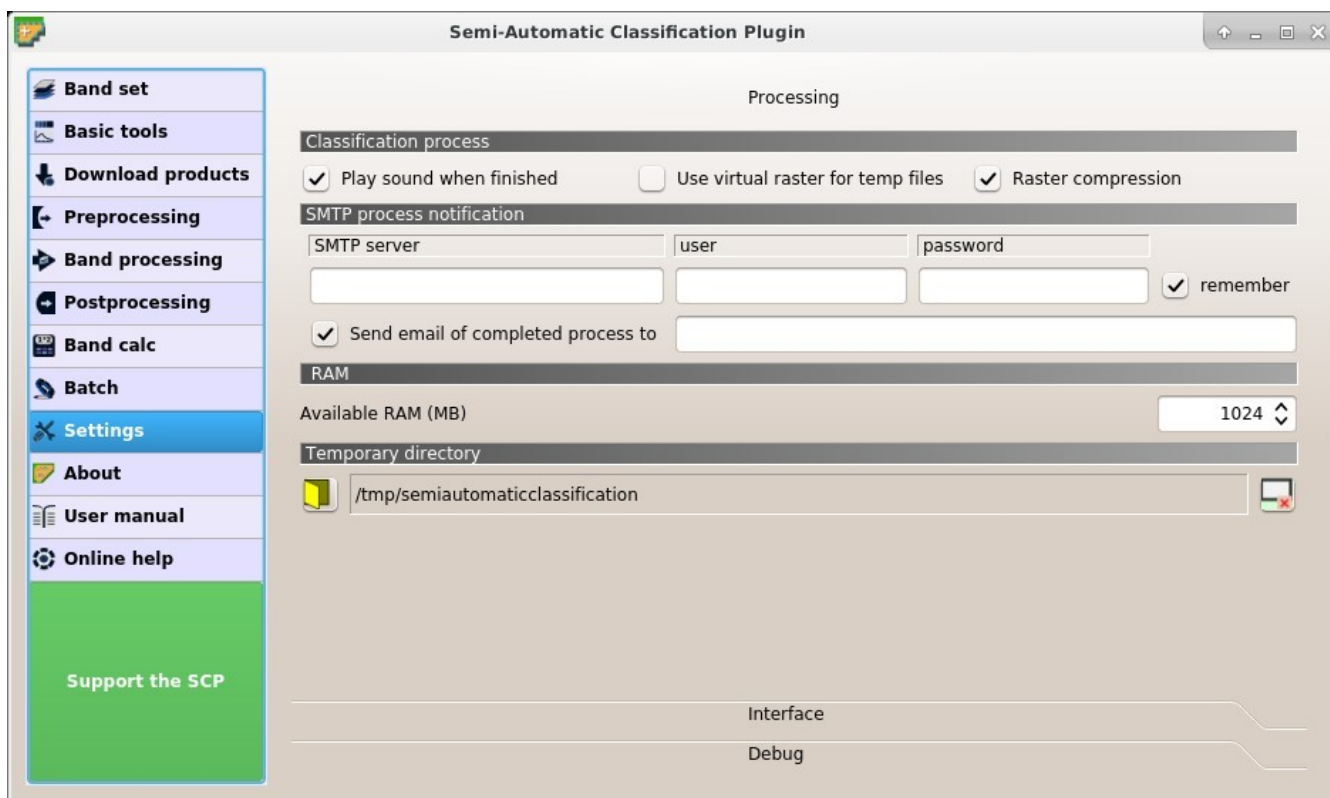 Semi-Automatic Classification Plugin
Band set
Basic tools
Download products
Preprocessing
Band processing
Postprocessing
Band calc
Batch
Settings
About
User manual
Online help
Support the SCP
Processing
Classification process
Play sound when finished Use virtual raster for temp files Raster compression
SMTP process notification
SMTP server user password
remember
Send email of completed process to
RAM
Available RAM (MB) 1024
Temporary directory
/tmp/semiautomaticclassification
Interface
Debug